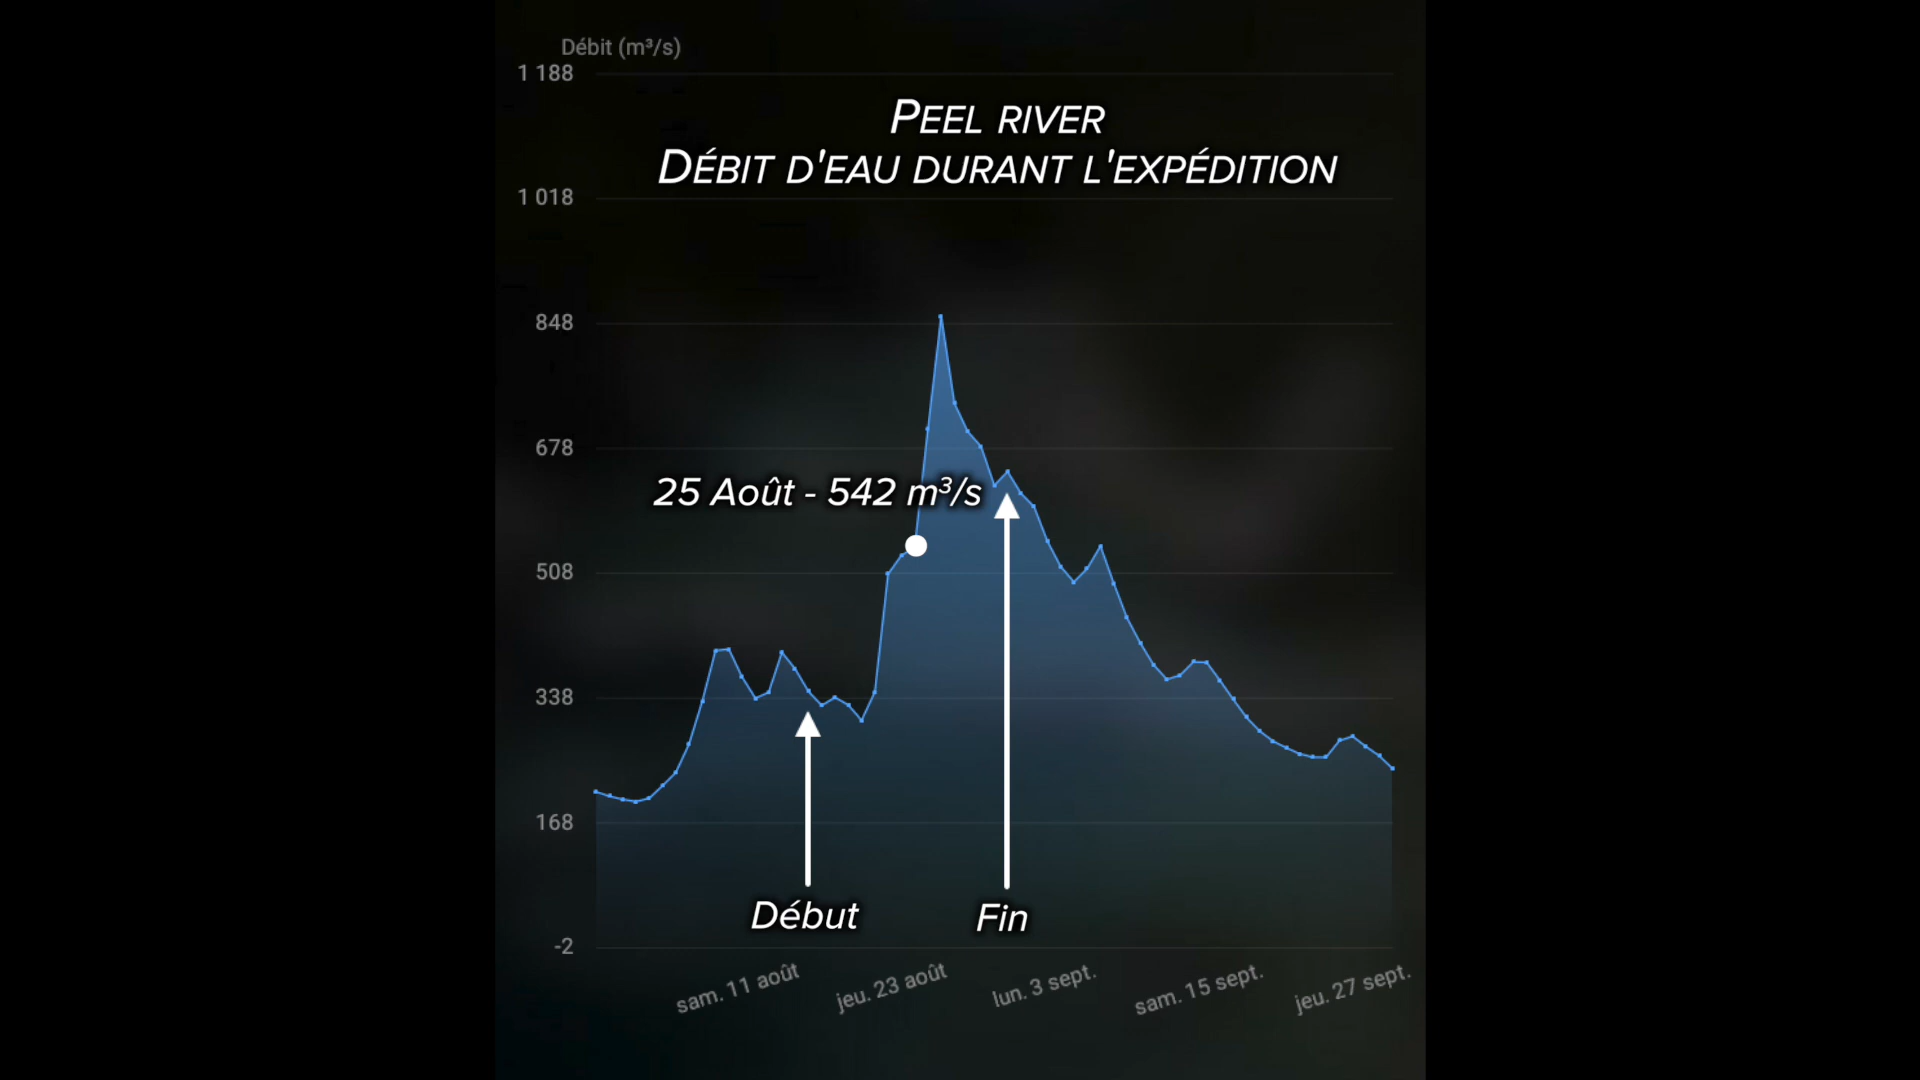 Débit (m³/s)
1 188
PEEL RIVER
DÉBIT D'EAU DURANT L'EXPÉDITION
1 018
848
678
25 Août - 542 m³/s
508
338
168
Début
Fin
-2
sam. 11 août
jeu. 23 août
lun. 3 sept.
sam. 15 sept.
jeu. 27 sept.